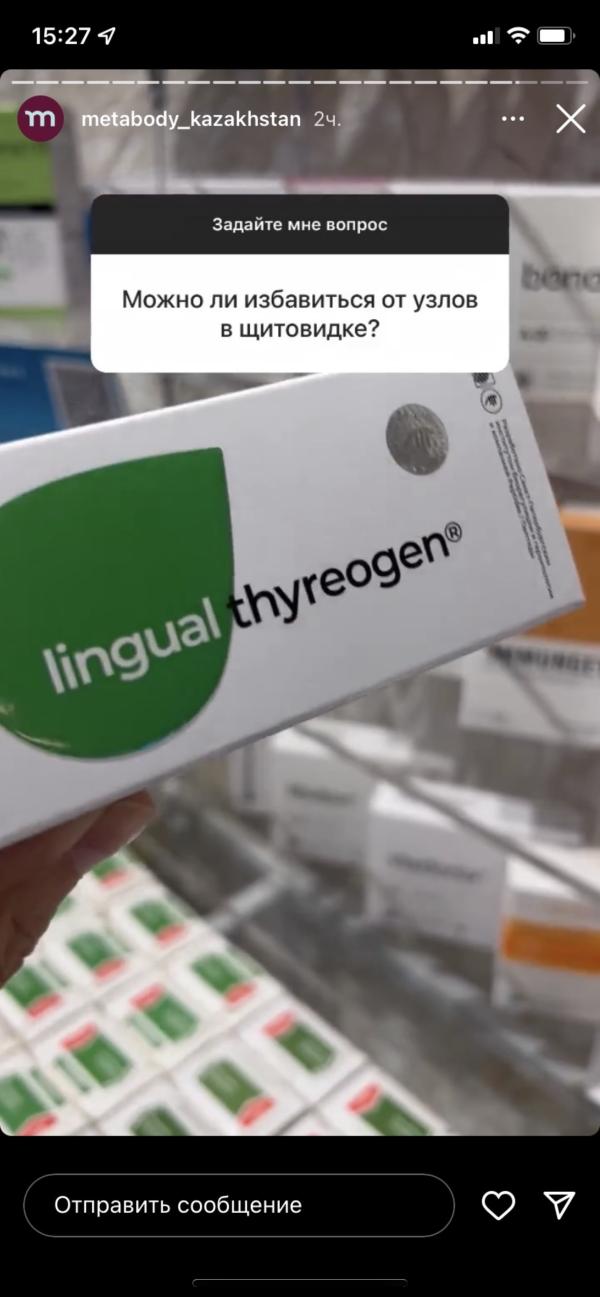 15:27
metabody_kazakhstan 2ч.
Задайте мне вопрос
Можно ли избавиться от узлов
в щитовидке?
lingual thyreogen®
Отправить сообщение